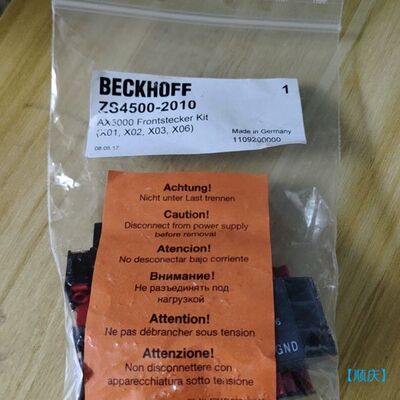 BECKHOFF
1
ZS4500-2010
AX5000 Frontstecker Kit
(X01, X02, X03, X06)
Made in Germany
1109200000
08.05.17
Achtung!
Nicht unter Last trennen
Caution!
Disconnect from power supply
before removal
Atencion!
No desconectar bajo corriente
Внимание!
Не разъединять под
нагрузкой
Attention!
Ne pas débrancher sous tension
Attenzione!
Non disconnettere con
apparecchiatura sotto tensione
GND
【顺庆】